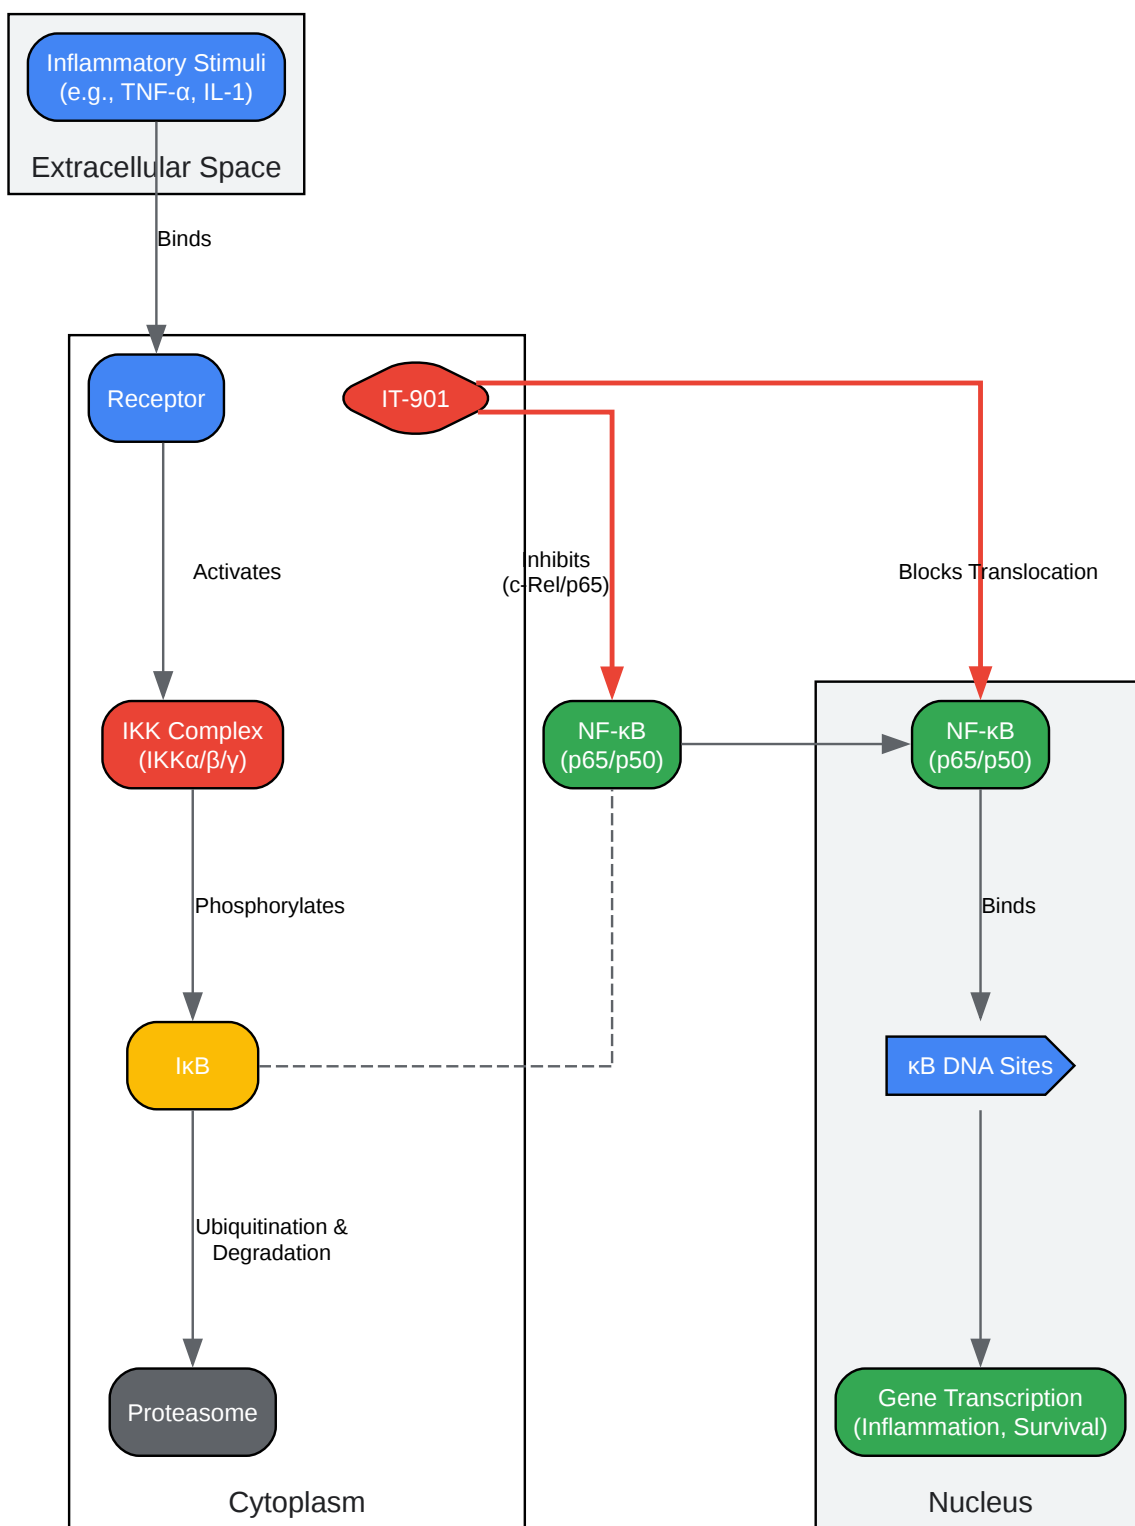 Inflammatory Stimuli
(e.g., TNF-α, IL-1)
Extracellular Space
Binds
Receptor
IT-901
Activates
Inhibits
(c-Rel/p65)
Blocks Translocation
IKK Complex
(IKKα/β/γ)
NF-κB
(p65/p50)
NF-κB
(p65/p50)
Phosphorylates
Binds
IκB
κB DNA Sites
Ubiquitination &
Degradation
Proteasome
Gene Transcription
(Inflammation, Survival)
Cytoplasm
Nucleus